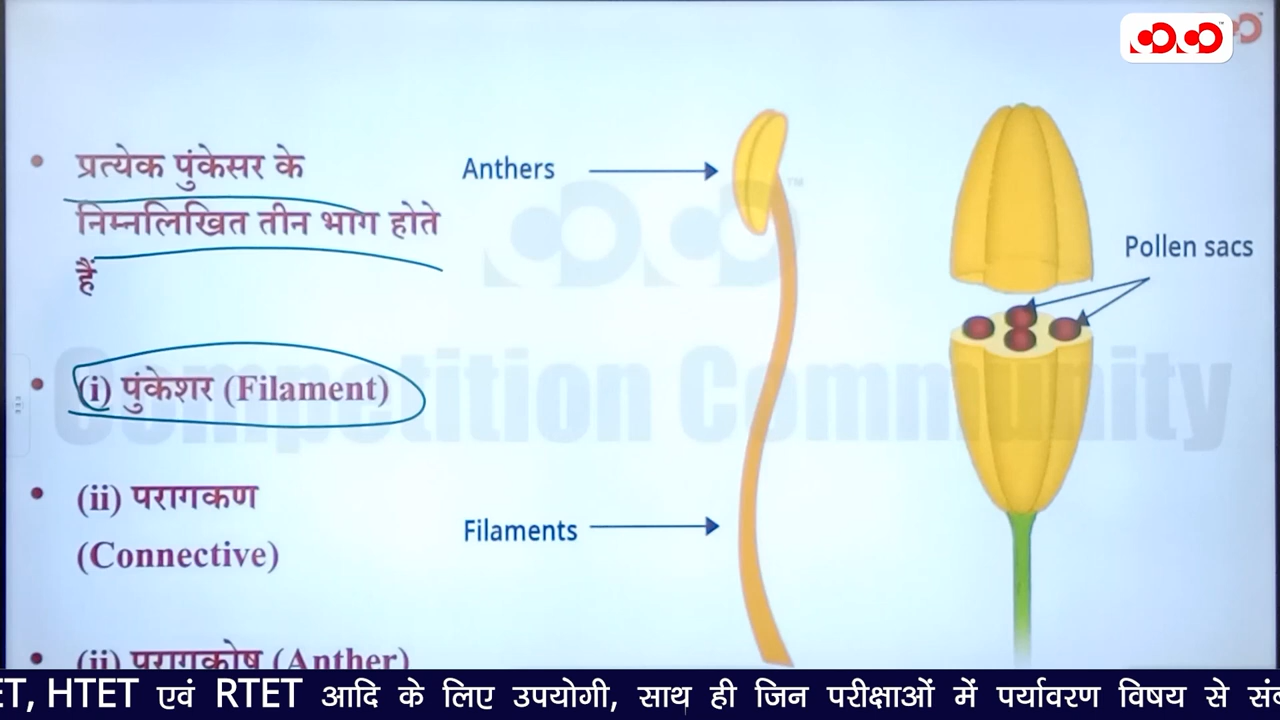 प्रत्येक पुंकेसर के
निम्नलिखित तीन भाग होते
हैं
(i) पुंकेशर (Filament)
(ii) परागकण
(Connective)
(ii) परागकोष (Anther)
Anthers
Filaments
Pollen sacs
Competition Community
ET, HTET एवं RTET आदि के लिए उपयोगी, साथ ही जिन परीक्षाओं में पर्यावरण विषय से सं